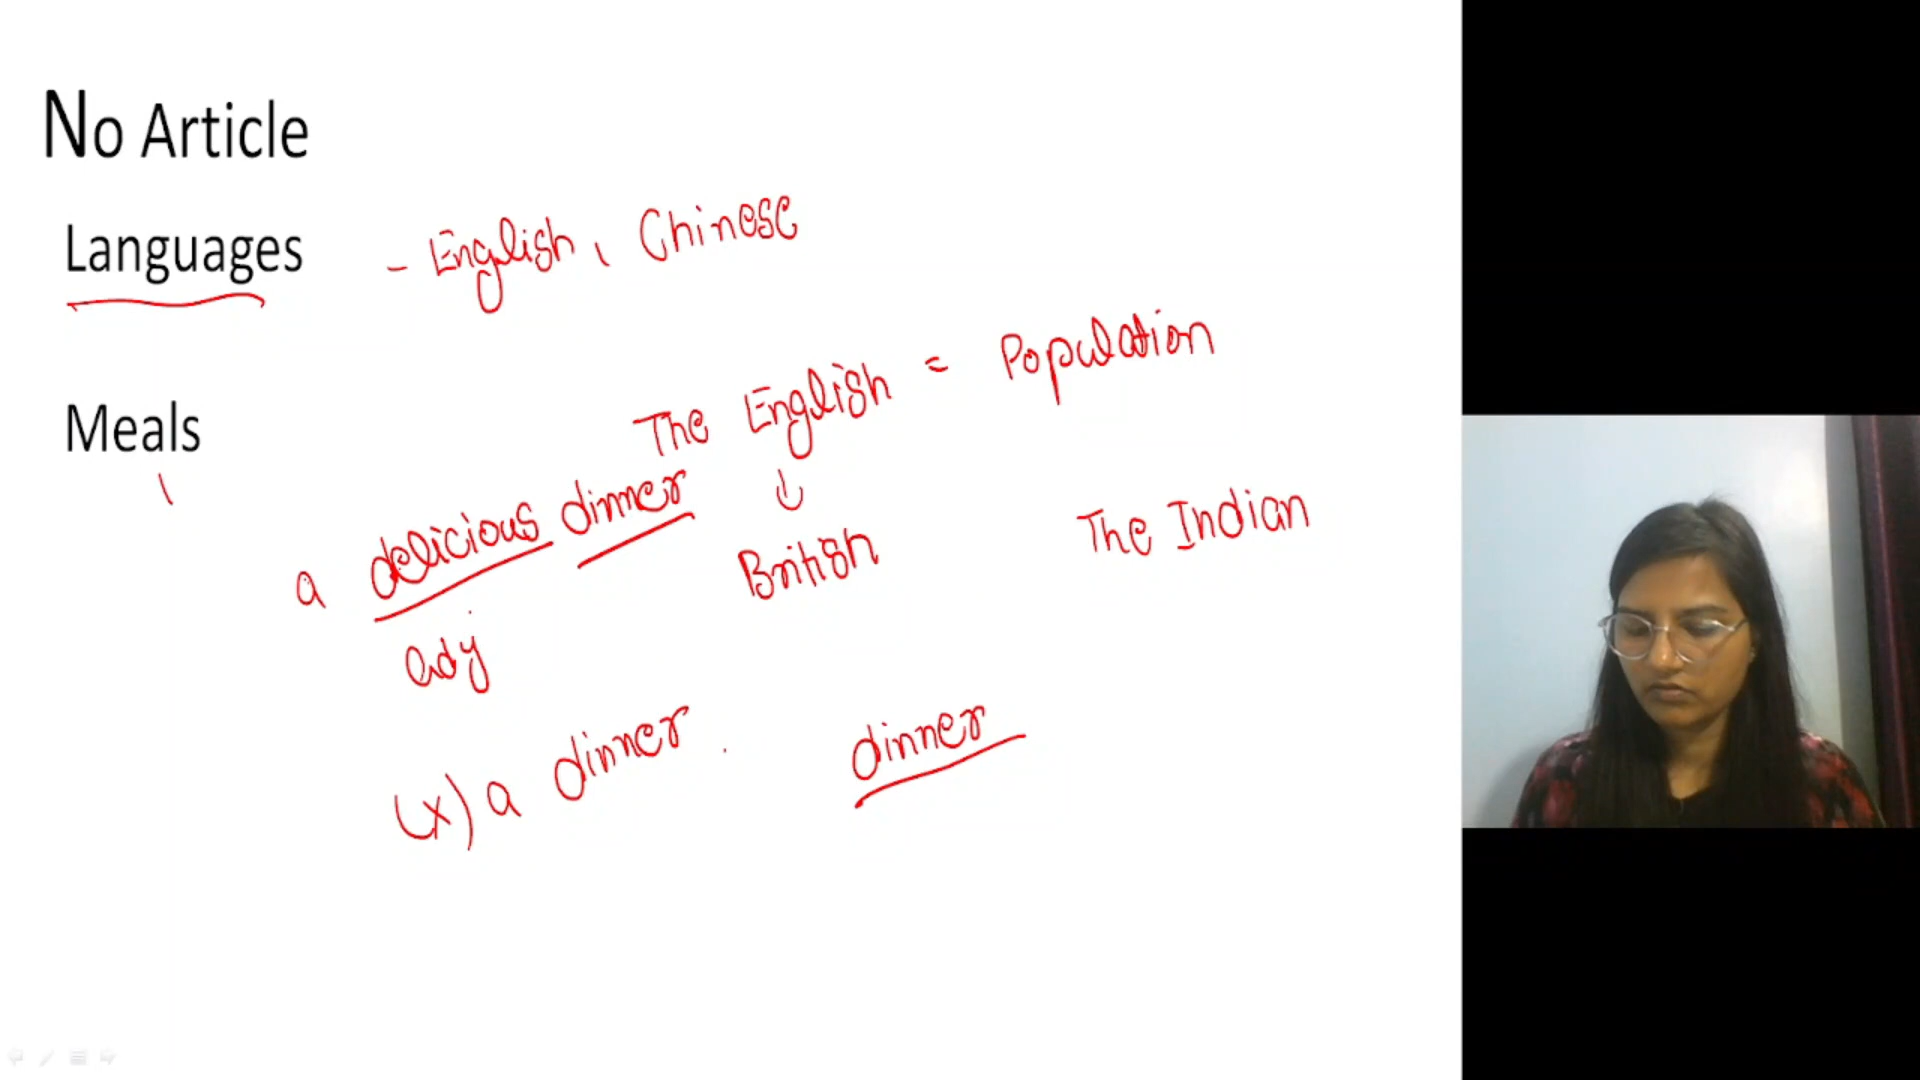 No Article
Languages - English, Chinese
The English = Population
Meals
British
The Indian
a delicious dinner
adj
(x) a dinner. dinner